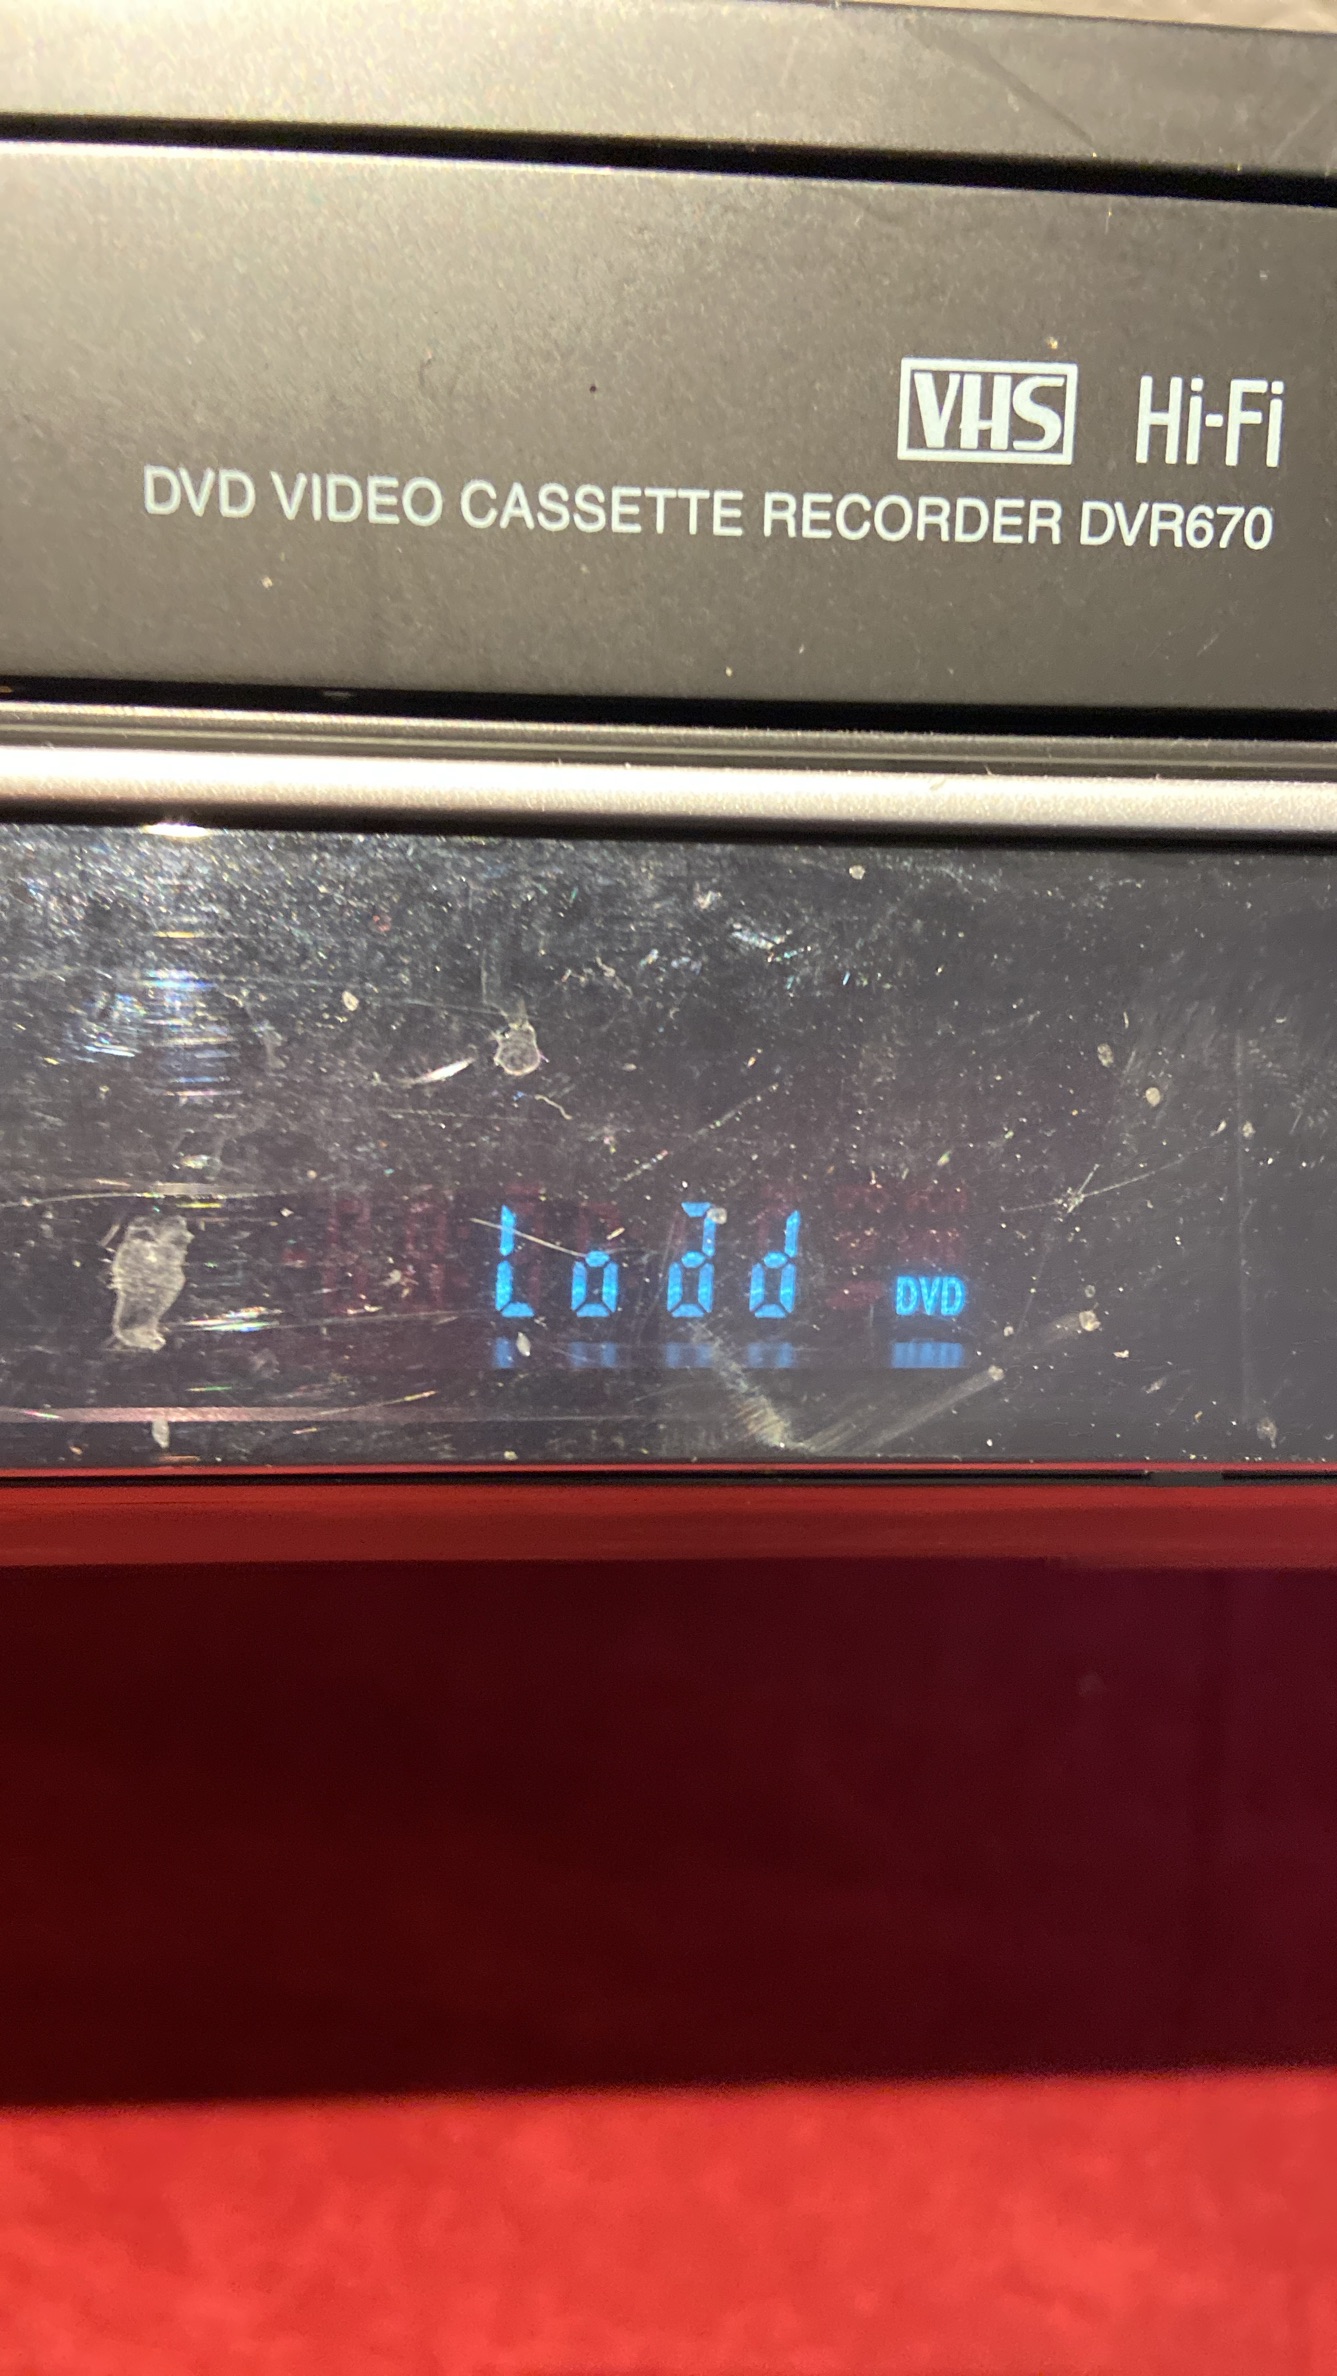 VHS Hi-Fi
DVD VIDEO CASSETTE RECORDER DVR670
Load DVD